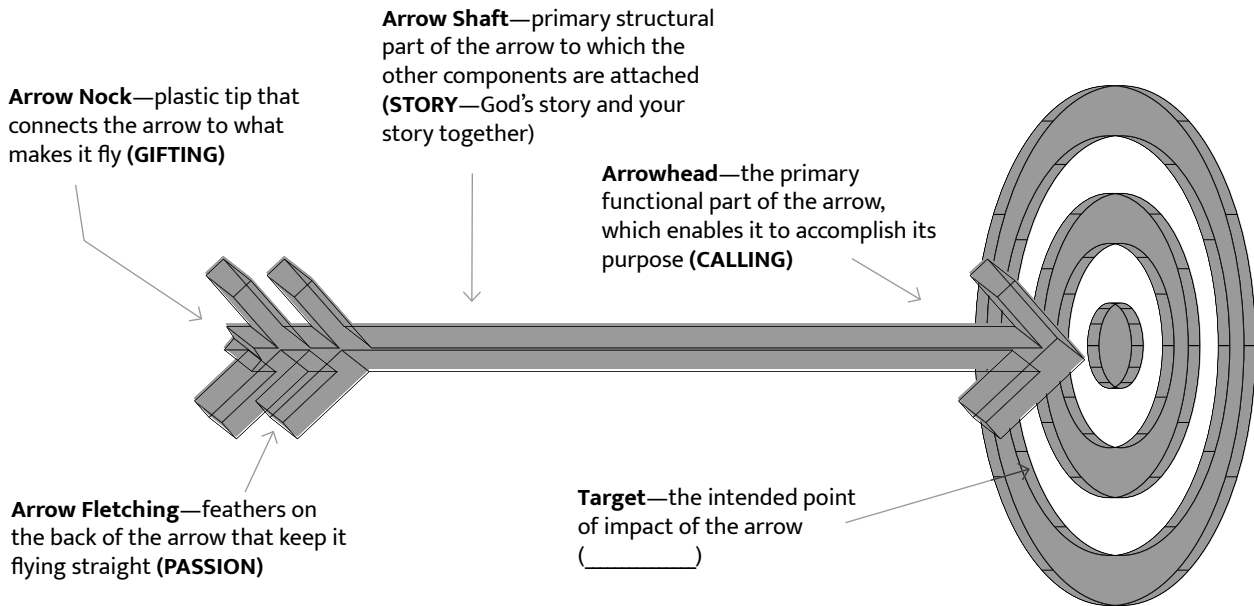 Arrow Shaft—primary structural
part of the arrow to which the
other components are attached
(STORY—God’s story and your
story together)
Arrow Nock—plastic tip that
connects the arrow to what
makes it fly (GIFTING)
Arrowhead—the primary
functional part of the arrow,
which enables it to accomplish its
purpose (CALLING)
Arrow Fletching—feathers on
the back of the arrow that keep it
flying straight (PASSION)
Target—the intended point
of impact of the arrow
(___________)